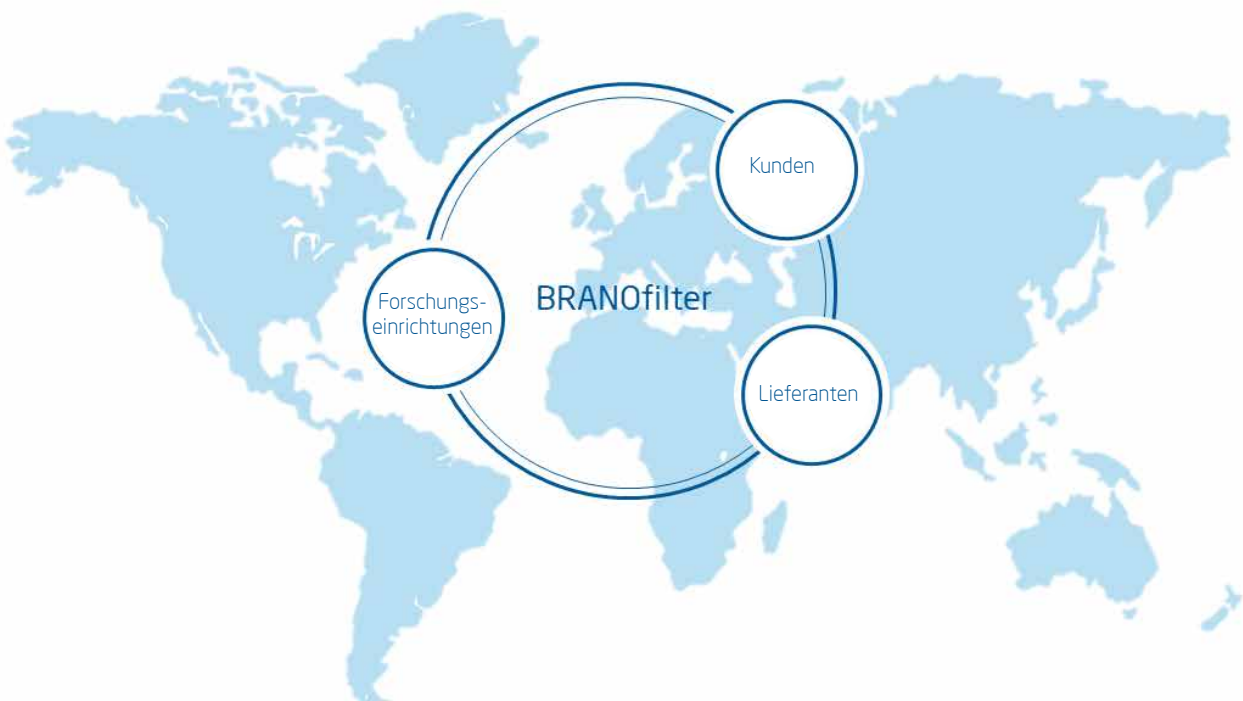 Kunden
BRANOfilter
Forschungs-
einrichtungen
Lieferanten